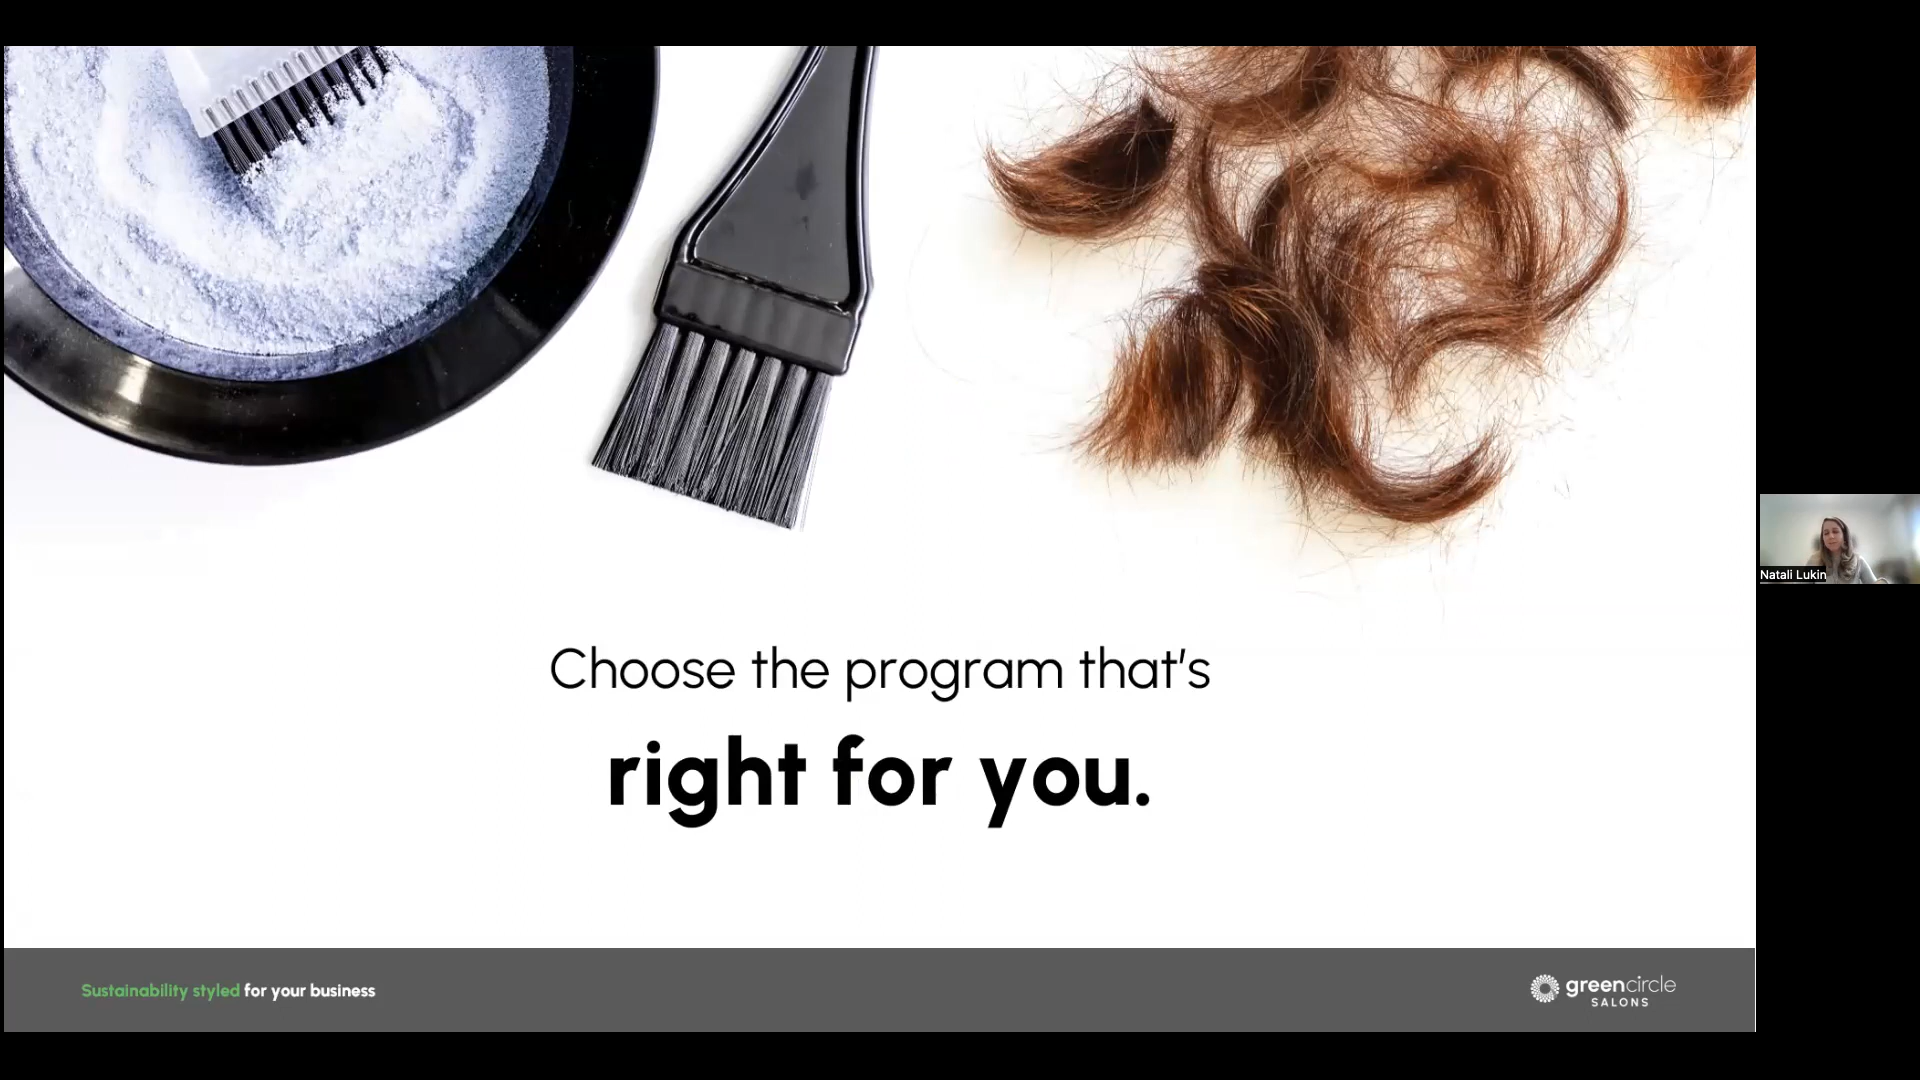 Choose the program that's
right for you.
Natali Lukin
Sustainability styled for your business
greencircle
SALONS